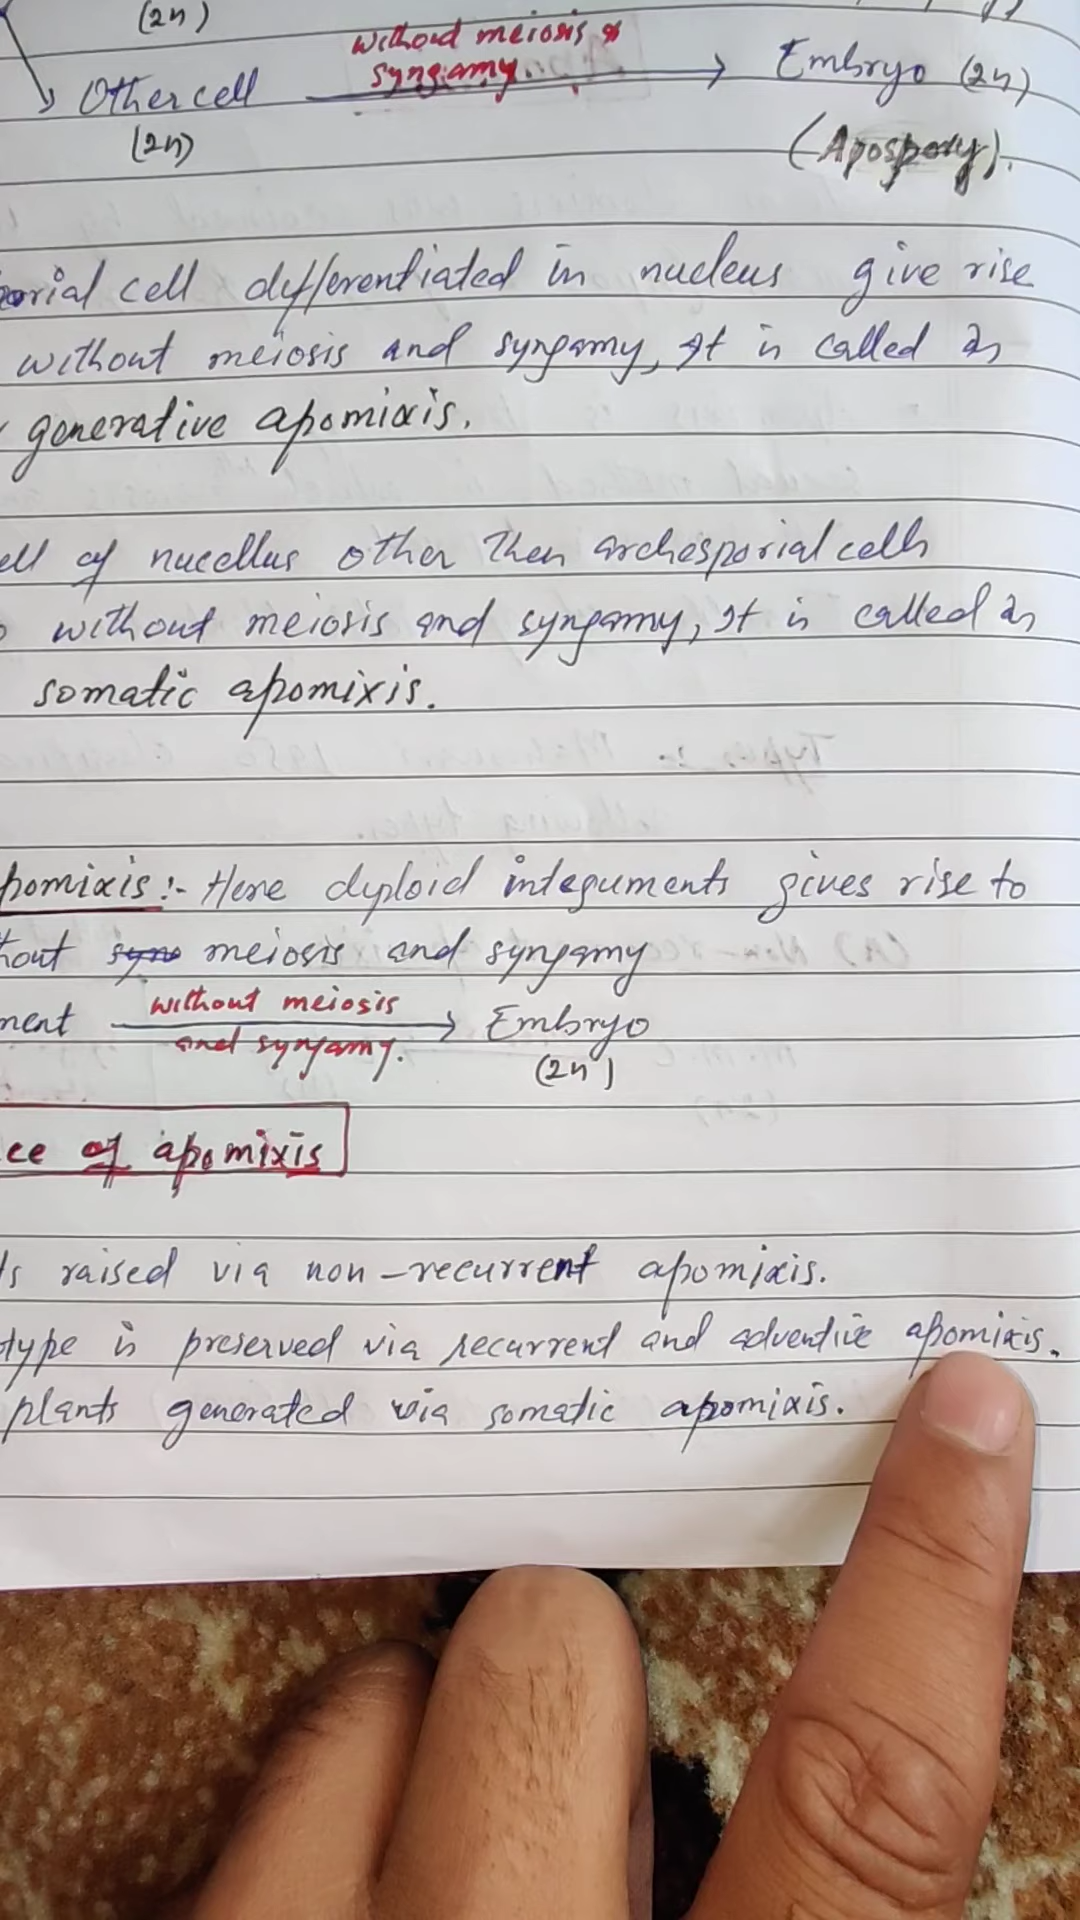 (2n)
without meiosis &
syngamy.
Other cell
Embryo (2n)
(2n)
(Apospory).
orial cell differentiated in nucleus give rise
without meiosis and syngamy, It is called as
generative apomixis.
ell of nucellus other then archesporial cells
without meiosis and syngamy, It is called as
somatic apomixis.
pomixis :- Here dyploid integuments gives rise to
hout meiosis and syngamy
ment without meiosis and syngamy. Embryo
(2n)
ce of apomixis
ts raised via non-recurrent apomixis.
type is preserved via recurrent and adventive apomixis.
plants generated via somatic apomixis.